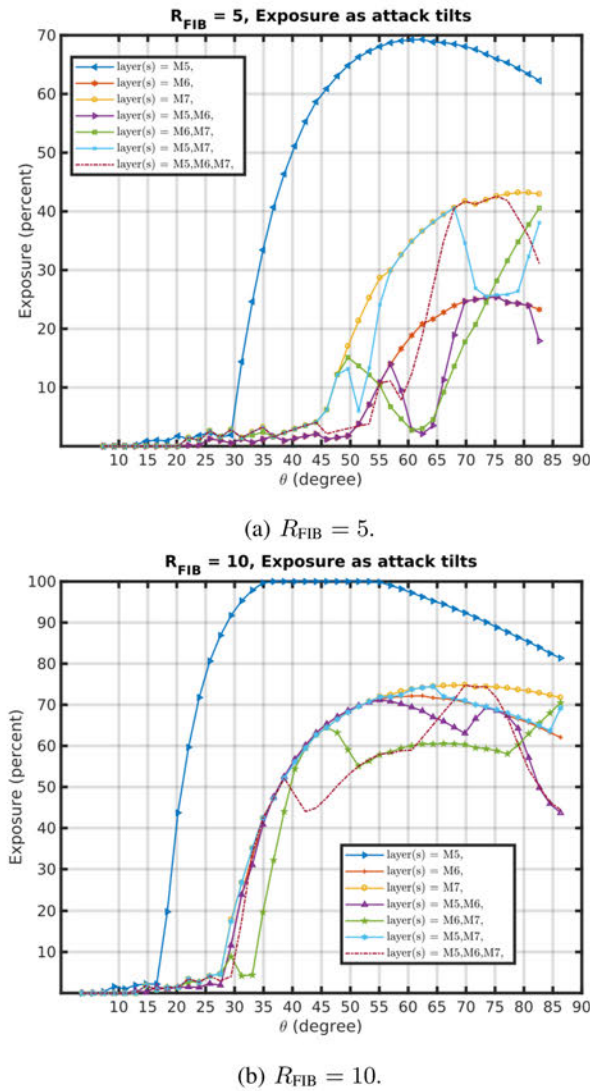 R_FIB = 5, Exposure as attack tilts
70
60
50
40
30
20
10
Exposure (percent)
layer(s) = M5,
layer(s) = M6,
layer(s) = M7,
layer(s) = M5,M6,
layer(s) = M6,M7,
layer(s) = M5,M7,
layer(s) = M5,M6,M7,
10 15 20 25 30 35 40 45 50 55 60 65 70 75 80 85 90
θ (degree)
(a) R_FIB = 5.
R_FIB = 10, Exposure as attack tilts
100
90
80
70
60
50
40
30
20
10
Exposure (percent)
layer(s) = M5,
layer(s) = M6,
layer(s) = M7,
layer(s) = M5,M6,
layer(s) = M6,M7,
layer(s) = M5,M7,
layer(s) = M5,M6,M7,
10 15 20 25 30 35 40 45 50 55 60 65 70 75 80 85 90
θ (degree)
(b) R_FIB = 10.